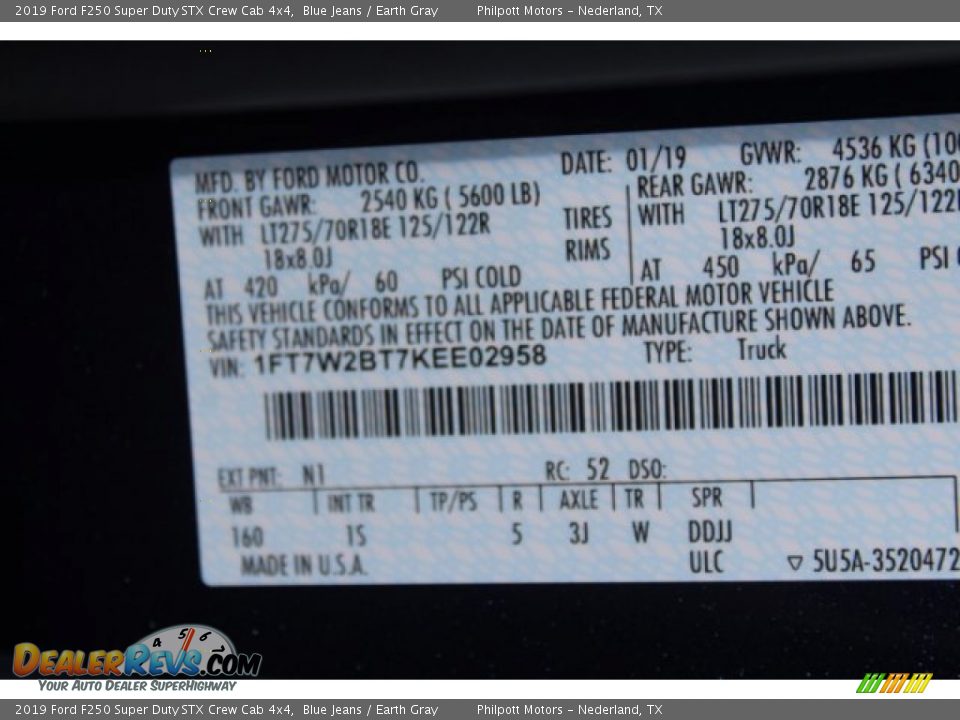 2019 Ford F250 Super Duty STX Crew Cab 4x4, Blue Jeans / Earth Gray Philpott Motors - Nederland, TX
MFD. BY FORD MOTOR CO. DATE: 01/19 GVWR: 4536 KG (100
FRONT GAWR: 2540 KG ( 5600 LB) REAR GAWR: 2876 KG ( 6340
WITH LT275/70R18E 125/122R TIRES WITH LT275/70R18E 125/122R
18x8.0J RIMS 18x8.0J
AT 420 kPa/ 60 PSI COLD AT 450 kPa/ 65 PSI
THIS VEHICLE CONFORMS TO ALL APPLICABLE FEDERAL MOTOR VEHICLE
SAFETY STANDARDS IN EFFECT ON THE DATE OF MANUFACTURE SHOWN ABOVE.
VIN: 1FT7W2BT7KEE02958 TYPE: Truck
EXT PNT: N1 RC: 52 DSO:
WB INT TR TP/PS R AXLE TR SPR
160 1S 5 3J W DDJJ
MADE IN U.S.A. ULC ▽ 5U5A-3520472
4 5 6
DealerRevs.com
Your Auto Dealer SuperHighway
2019 Ford F250 Super Duty STX Crew Cab 4x4, Blue Jeans / Earth Gray Philpott Motors - Nederland, TX